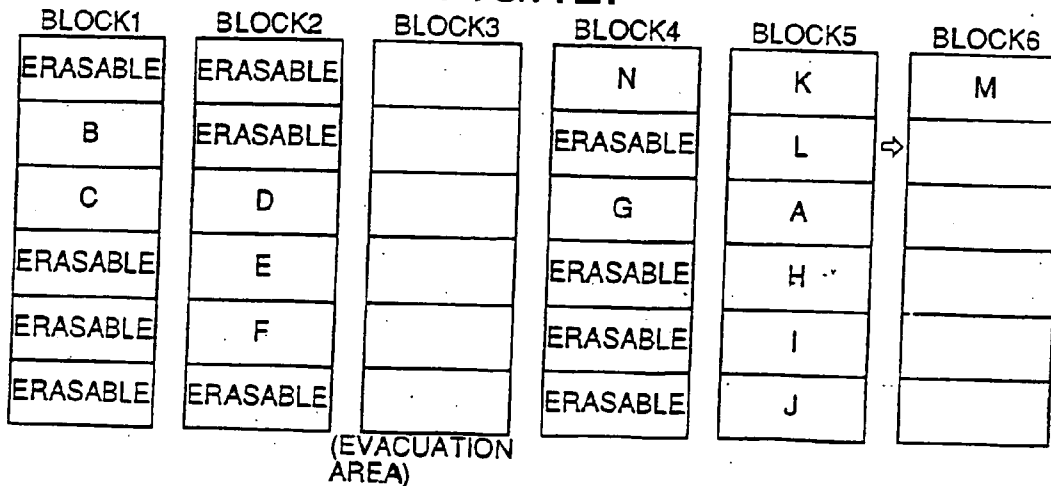 BLOCK1 BLOCK2 BLOCK3 BLOCK4 BLOCK5 BLOCK6
ERASABLE ERASABLE N K M
B ERASABLE ERASABLE L ⇨
C D G A
ERASABLE E ERASABLE H
ERASABLE F ERASABLE I
ERASABLE ERASABLE ERASABLE J
(EVACUATION
AREA)